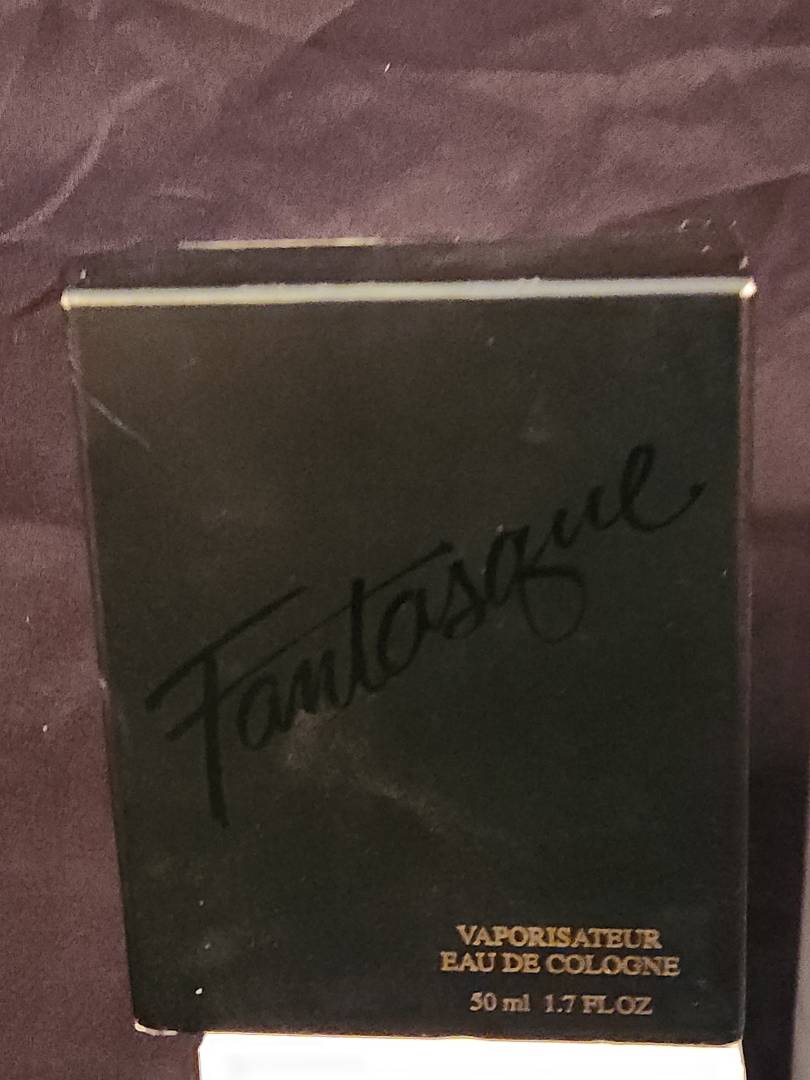 Fantasque
VAPORISATEUR
EAU DE COLOGNE
50 ml 1.7 FL OZ